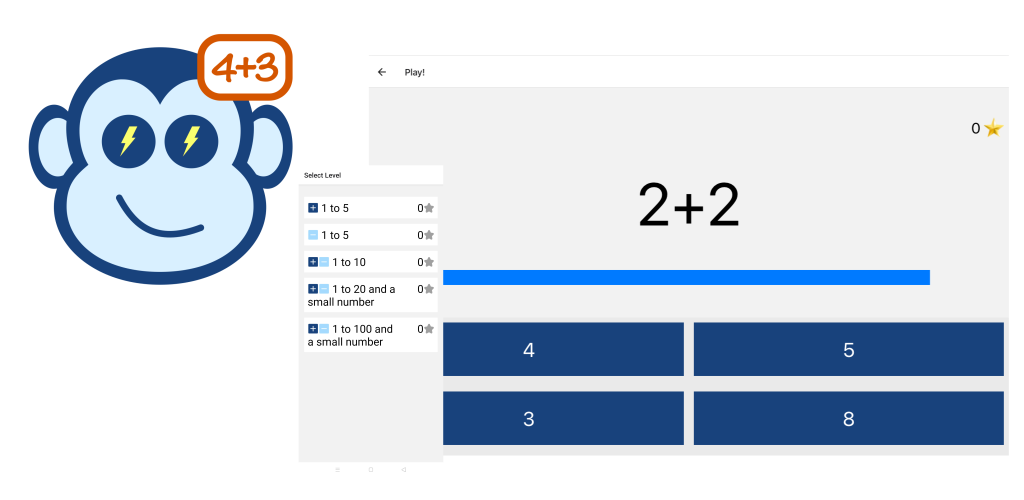 4+3
← Play!
0
2+2
4
5
3
8
Select Level
+ 1 to 5 0
− 1 to 5 0
+ − 1 to 10 0
+ − 1 to 20 and a 0
small number
+ − 1 to 100 and 0
a small number